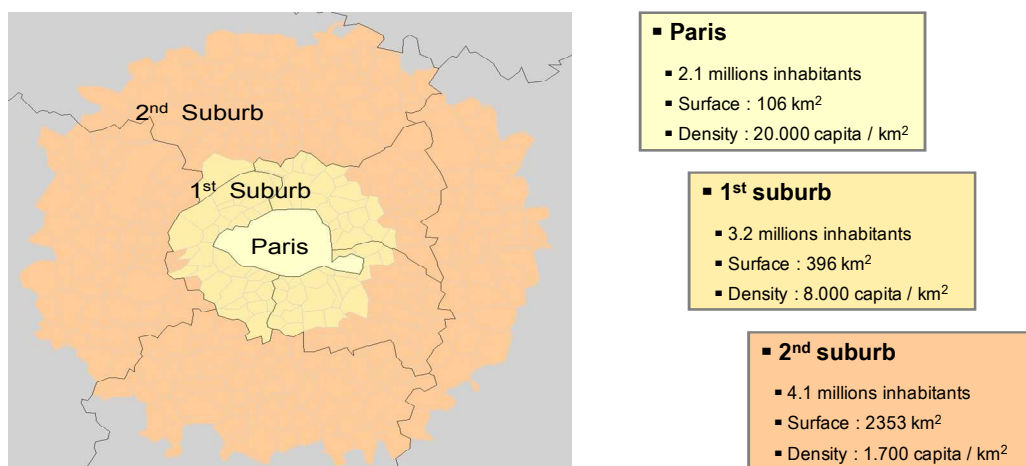 2nd Suburb
1st Suburb
Paris
▪ Paris
▪ 2.1 millions inhabitants
▪ Surface : 106 km²
▪ Density : 20.000 capita / km²
▪ 1st suburb
▪ 3.2 millions inhabitants
▪ Surface : 396 km²
▪ Density : 8.000 capita / km²
▪ 2nd suburb
▪ 4.1 millions inhabitants
▪ Surface : 2353 km²
▪ Density : 1.700 capita / km²